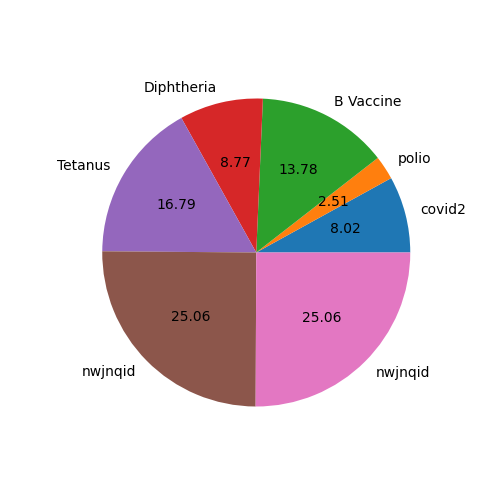 Diphtheria
B Vaccine
Tetanus
polio
covid2
8.77
13.78
16.79
2.51
8.02
25.06
25.06
nwjnqid
nwjnqid